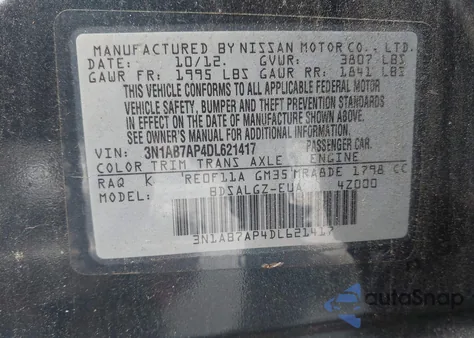 MANUFACTURED BY NISSAN MOTOR CO., LTD.
DATE: 10/12 GVWR: 3807 LBS
GAWR FR: 1995 LBS GAWR RR: 1841 LBS
THIS VEHICLE CONFORMS TO ALL APPLICABLE FEDERAL MOTOR
VEHICLE SAFETY, BUMPER AND THEFT PREVENTION STANDARDS
IN EFFECT ON THE DATE OF MANUFACTURE SHOWN ABOVE.
SEE OWNER'S MANUAL FOR ADDITIONAL INFORMATION.
VIN: 3N1AB7AP4DL621417 PASSENGER CAR.
COLOR TRIM TRANS AXLE ENGINE
RAQ K RE0F11A GM35 MRA8DE 1798 CC
MODEL: BDSALGZ-EUA 4Z000
3N1AB7AP4DL621417
autoSnap